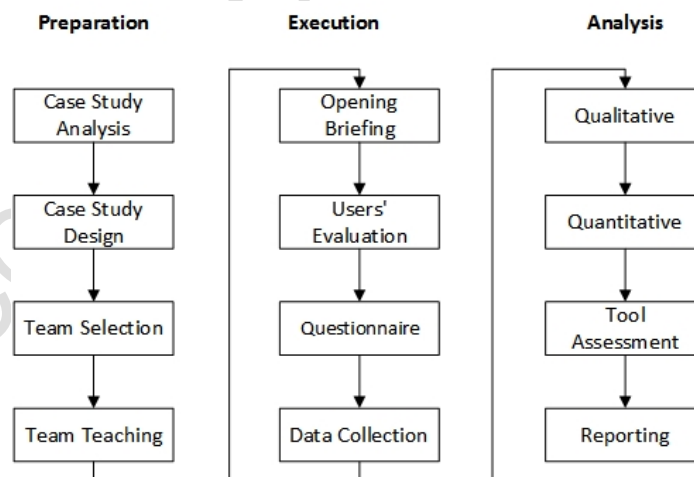 Preparation
Execution
Analysis
Case Study
Analysis
Case Study
Design
Team Selection
Team Teaching
Opening
Briefing
Users'
Evaluation
Questionnaire
Data Collection
Qualitative
Quantitative
Tool
Assessment
Reporting